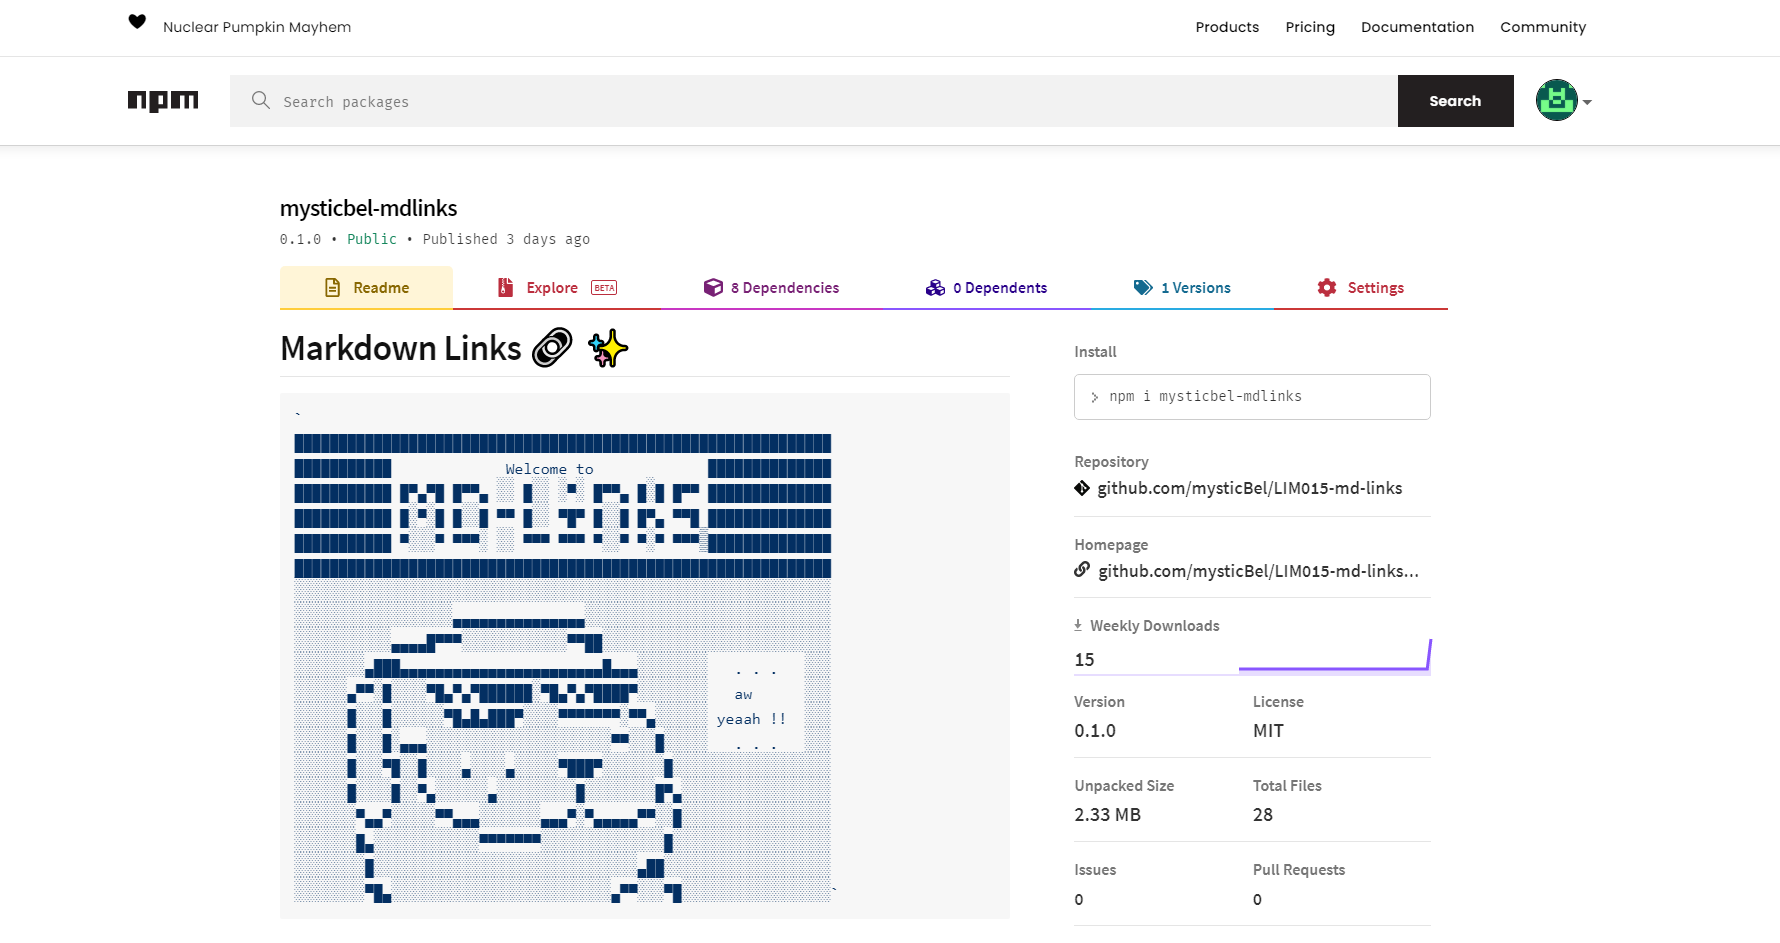 Nuclear Pumpkin Mayhem
Products Pricing Documentation Community
npm
Search packages
Search
mysticbel-mdlinks
0.1.0 • Public • Published 3 days ago
Readme
Explore BETA
8 Dependencies
0 Dependents
1 Versions
Settings
Markdown Links
`
Welcome to
MD-LINKS
. . .
aw
yeaah !!
. . .
`
Install
> npm i mysticbel-mdlinks
Repository
github.com/mysticBel/LIM015-md-links
Homepage
github.com/mysticBel/LIM015-md-links...
Weekly Downloads
15
Version License
0.1.0 MIT
Unpacked Size Total Files
2.33 MB 28
Issues Pull Requests
0 0